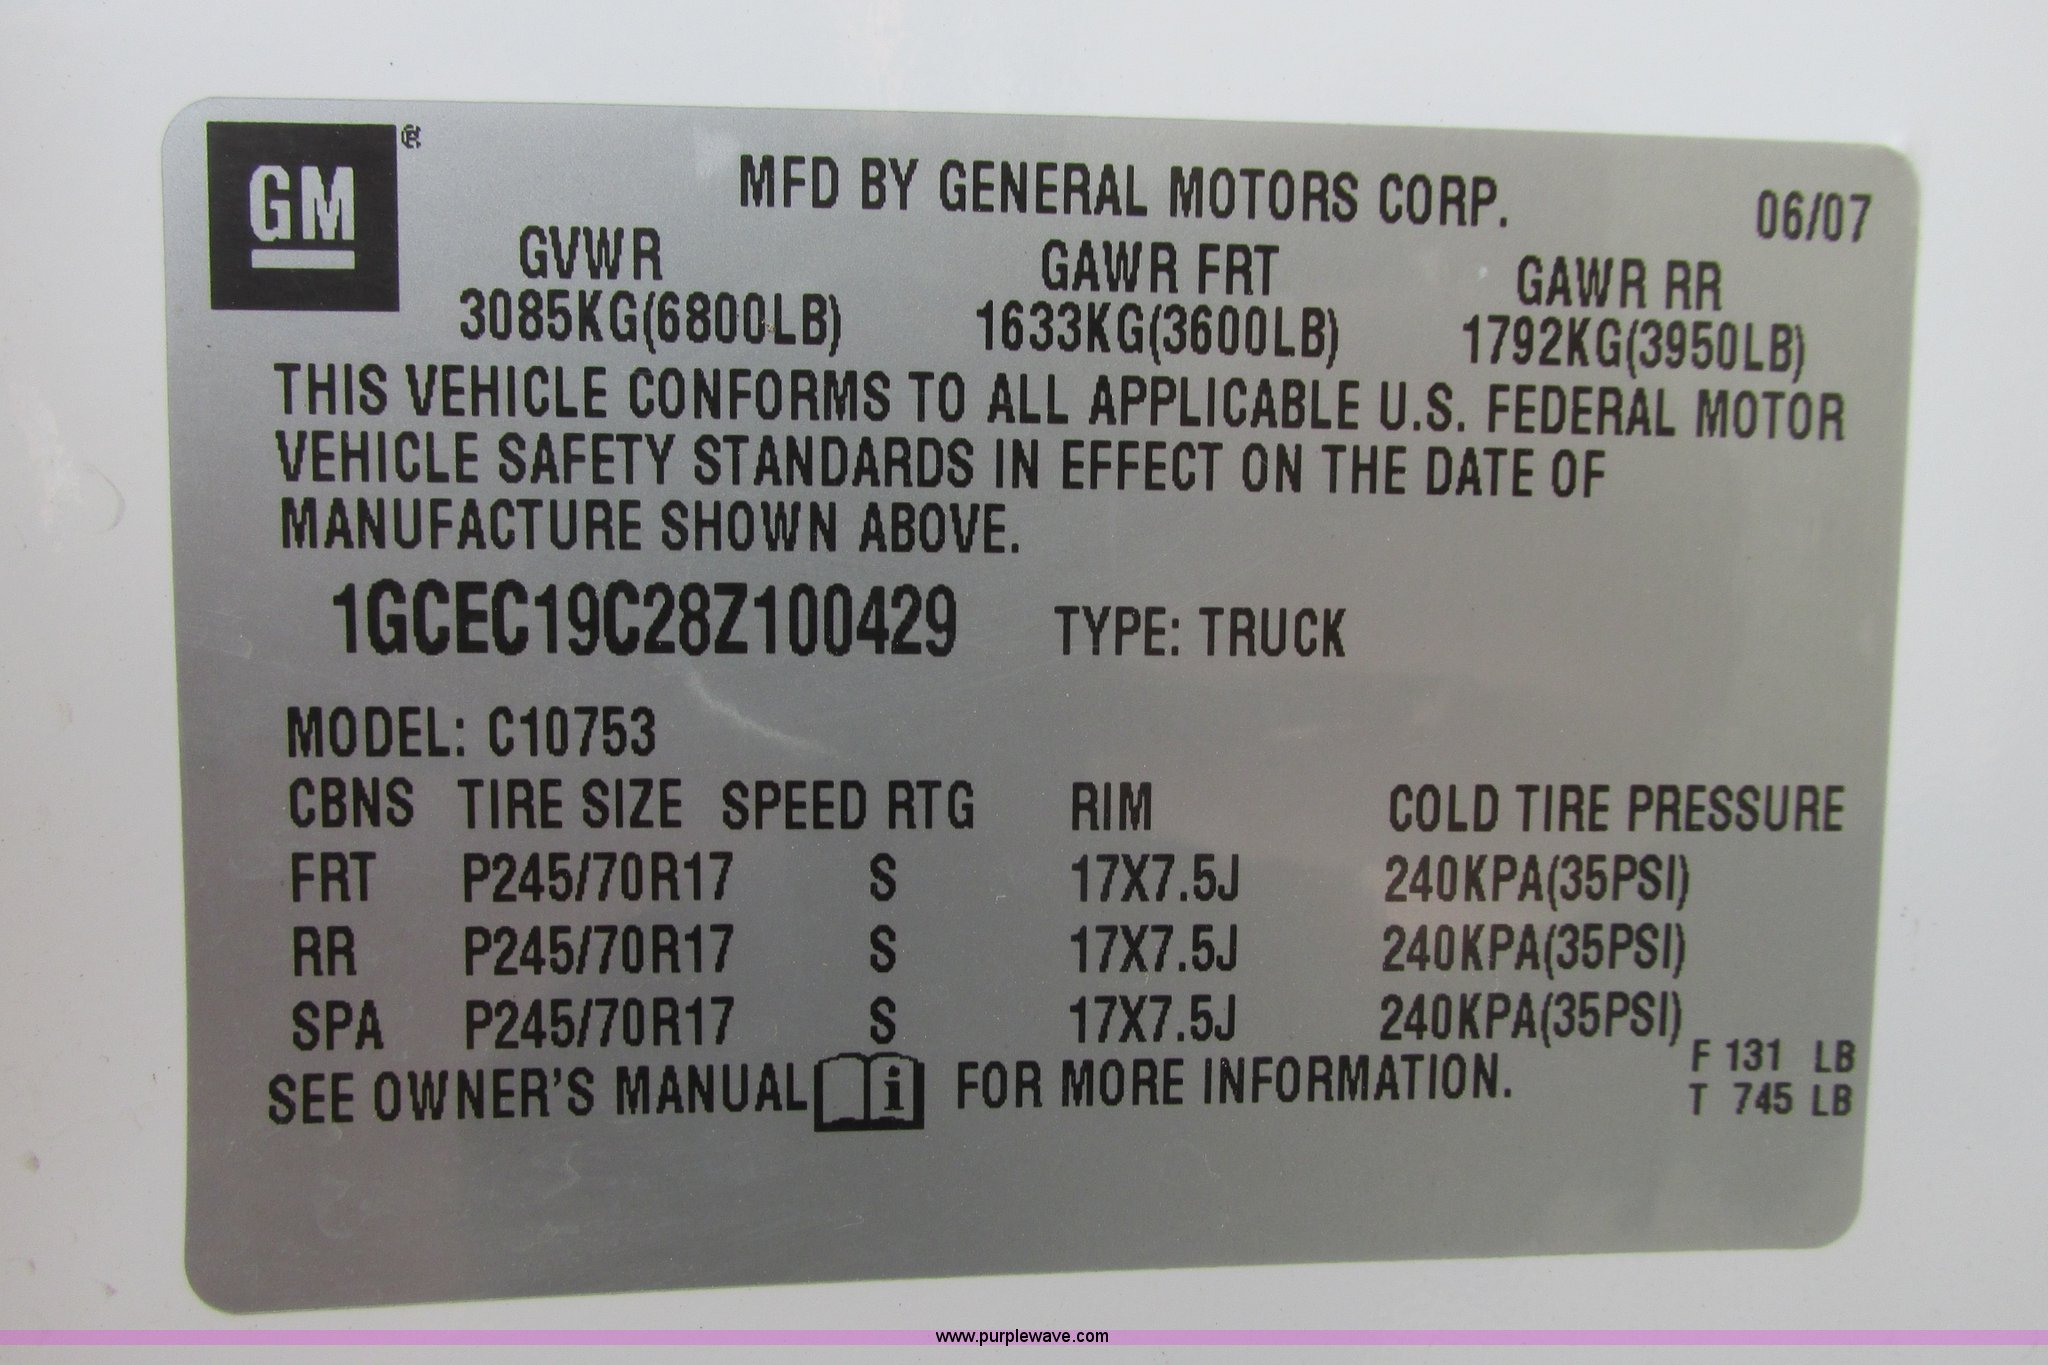 GM ®
MFD BY GENERAL MOTORS CORP. 06/07
GVWR GAWR FRT GAWR RR
3085KG(6800LB) 1633KG(3600LB) 1792KG(3950LB)
THIS VEHICLE CONFORMS TO ALL APPLICABLE U.S. FEDERAL MOTOR
VEHICLE SAFETY STANDARDS IN EFFECT ON THE DATE OF
MANUFACTURE SHOWN ABOVE.
1GCEC19C28Z100429 TYPE: TRUCK
MODEL: C10753
CBNS TIRE SIZE SPEED RTG RIM COLD TIRE PRESSURE
FRT P245/70R17 S 17X7.5J 240KPA(35PSI)
RR P245/70R17 S 17X7.5J 240KPA(35PSI)
SPA P245/70R17 S 17X7.5J 240KPA(35PSI)
SEE OWNER'S MANUAL i FOR MORE INFORMATION. F 131 LB
T 745 LB
www.purplewave.com